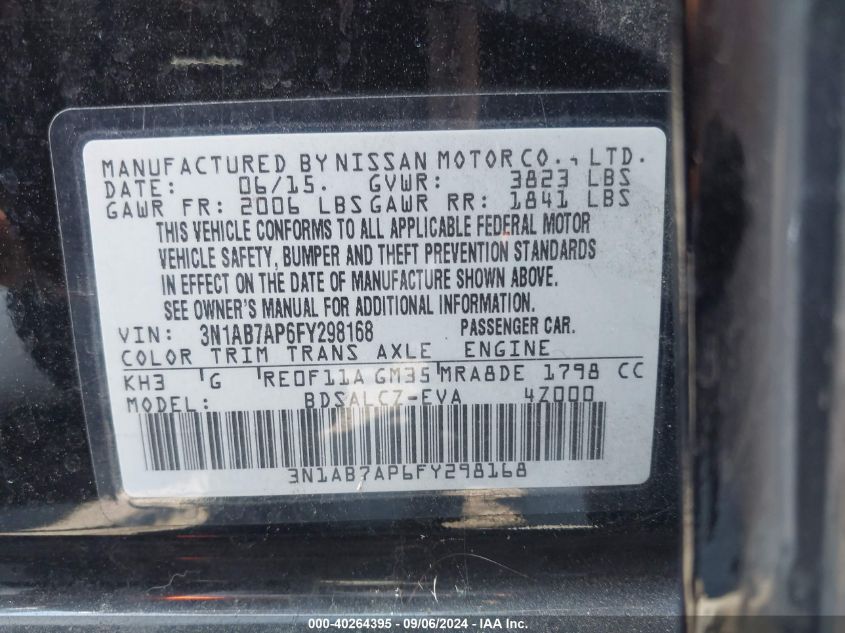 MANUFACTURED BY NISSAN MOTOR CO., LTD.
DATE: 06/15. GVWR: 3823 LBS
GAWR FR: 2006 LBS GAWR RR: 1841 LBS
THIS VEHICLE CONFORMS TO ALL APPLICABLE FEDERAL MOTOR
VEHICLE SAFETY, BUMPER AND THEFT PREVENTION STANDARDS
IN EFFECT ON THE DATE OF MANUFACTURE SHOWN ABOVE.
SEE OWNER'S MANUAL FOR ADDITIONAL INFORMATION.
VIN: 3N1AB7AP6FY298168 PASSENGER CAR.
COLOR TRIM TRANS AXLE ENGINE
KH3 G RE0F11A GM35 MRA8DE 1798 CC
MODEL: BDSALCZ-EVA 4Z000
3N1AB7AP6FY298168
000-40264395 - 09/06/2024 - IAA, Inc.